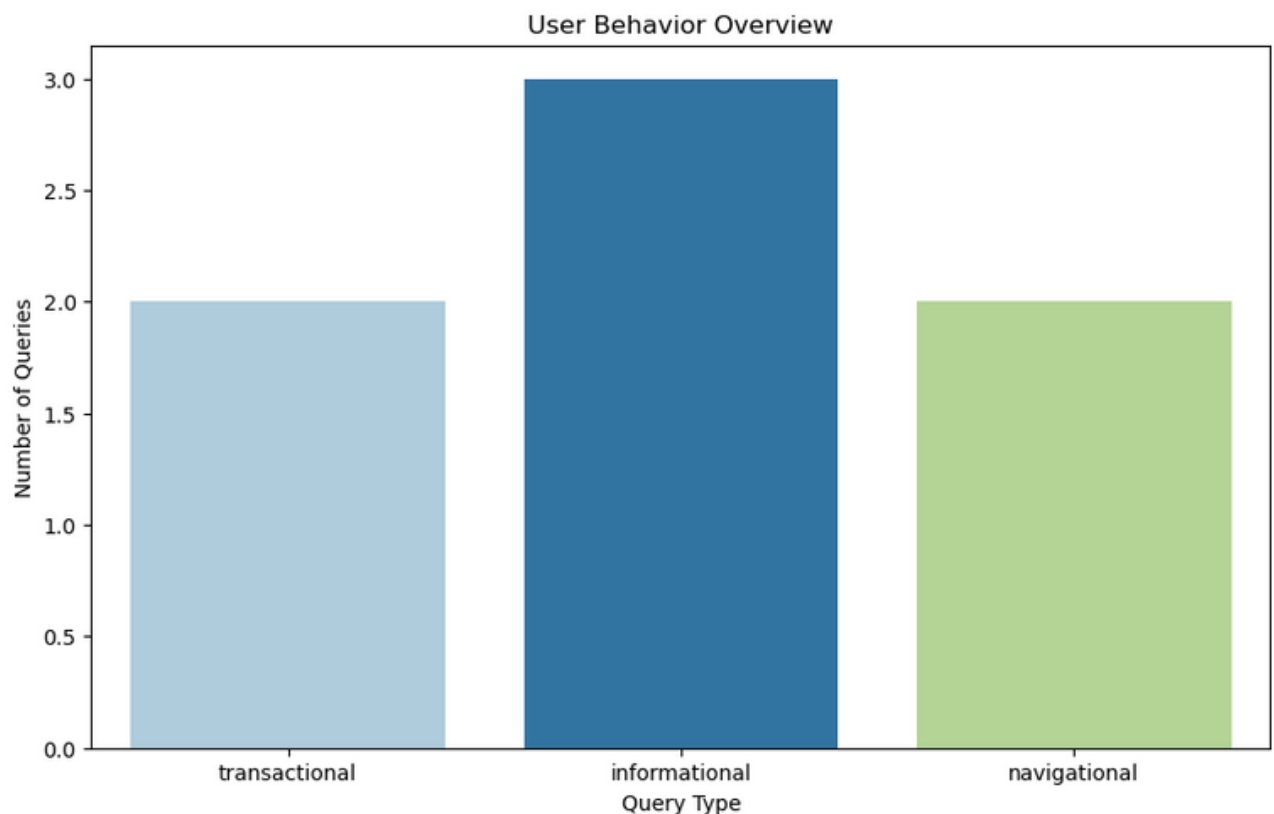 User Behavior Overview
3.0
2.5
2.0
1.5
1.0
0.5
0.0
Number of Queries
transactional informational navigational
Query Type